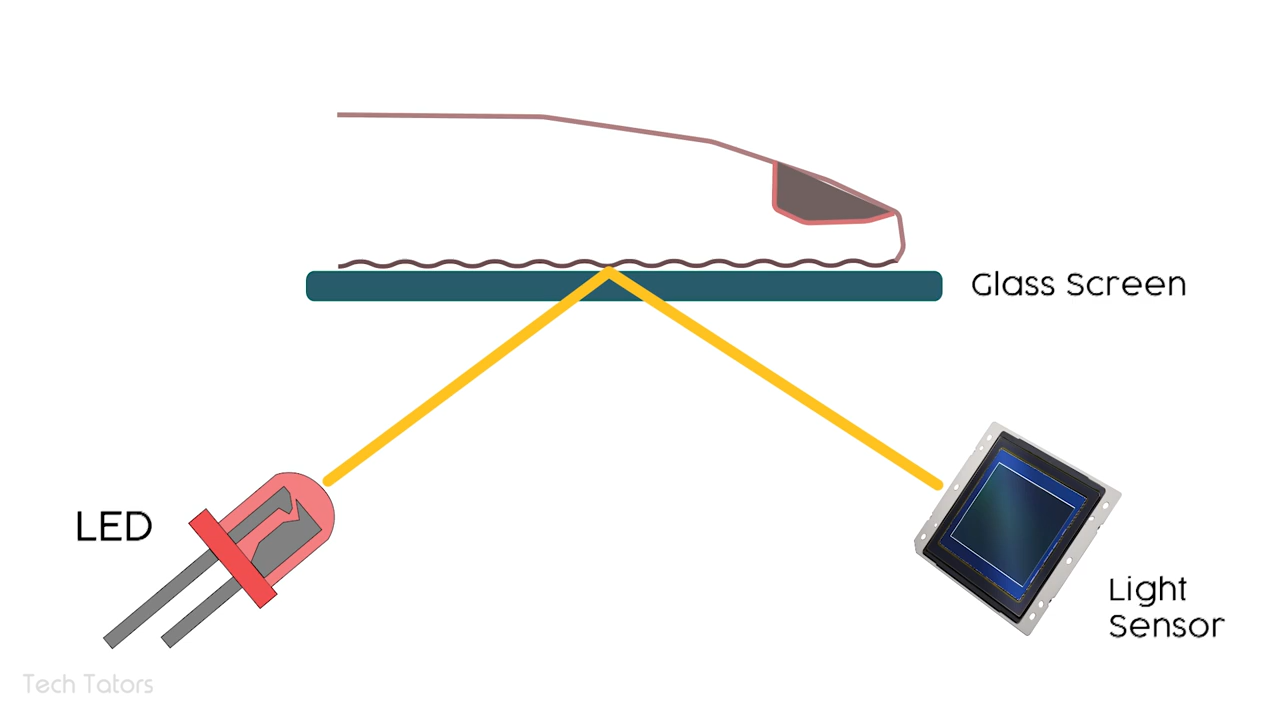 Glass Screen
LED
Light
Sensor
Tech Tators